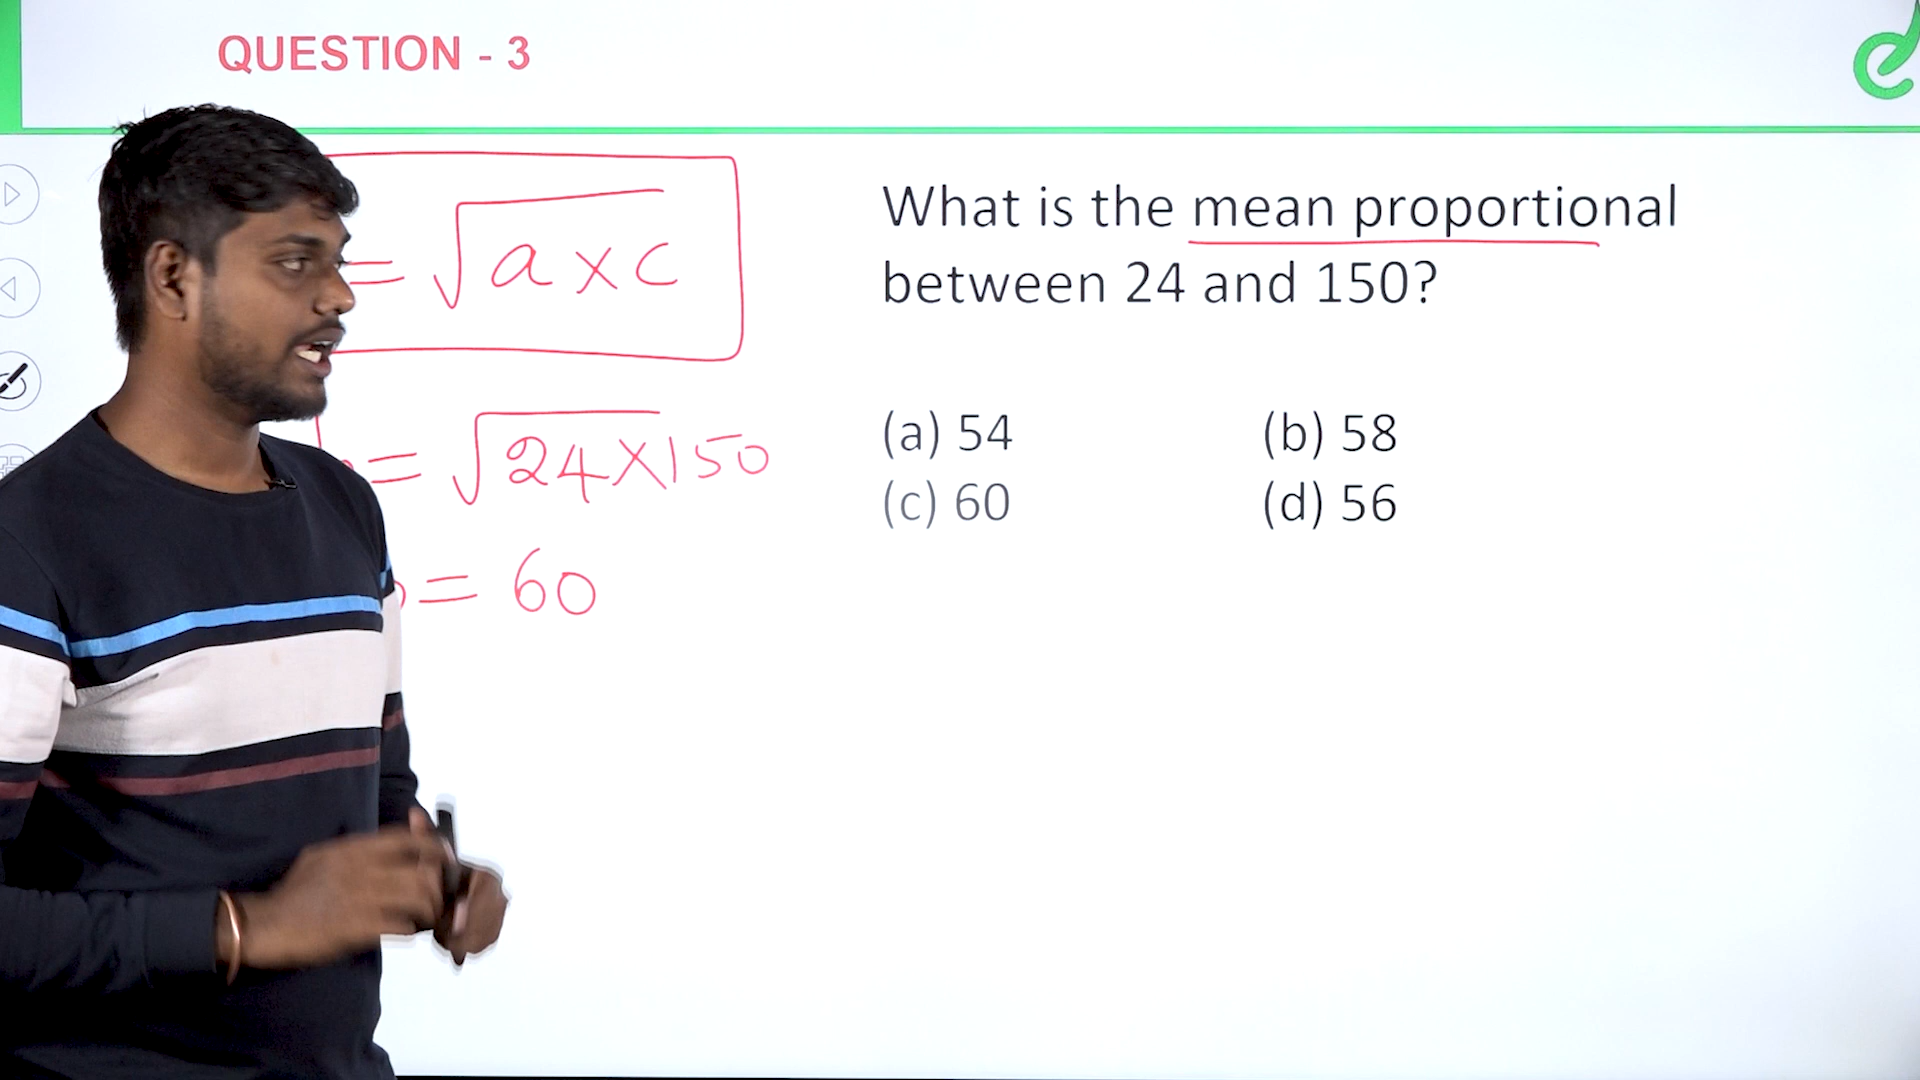 QUESTION - 3
= √a×c
= √24×150
= 60
What is the mean proportional
between 24 and 150?
(a) 54 (b) 58
(c) 60 (d) 56